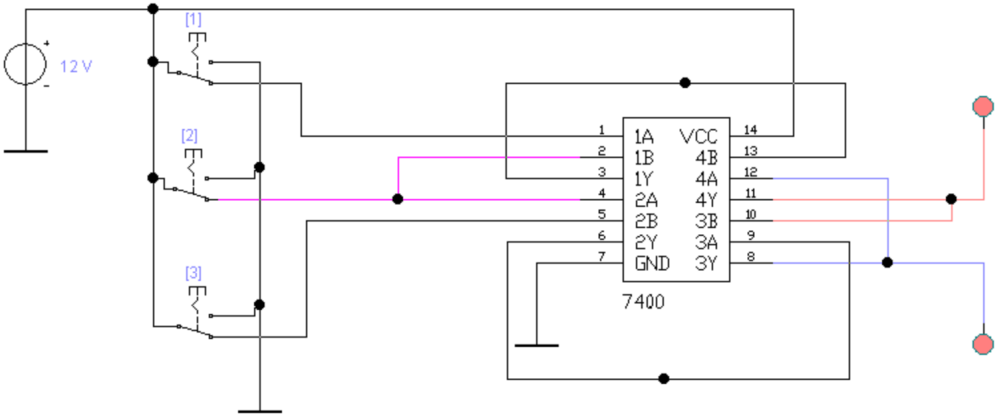 [1]
+
12 V
-
[2]
[3]
1 1A VCC 14
2 1B 4B 13
3 1Y 4A 12
4 2A 4Y 11
5 2B 3B 10
6 2Y 3A 9
7 GND 3Y 8
7400